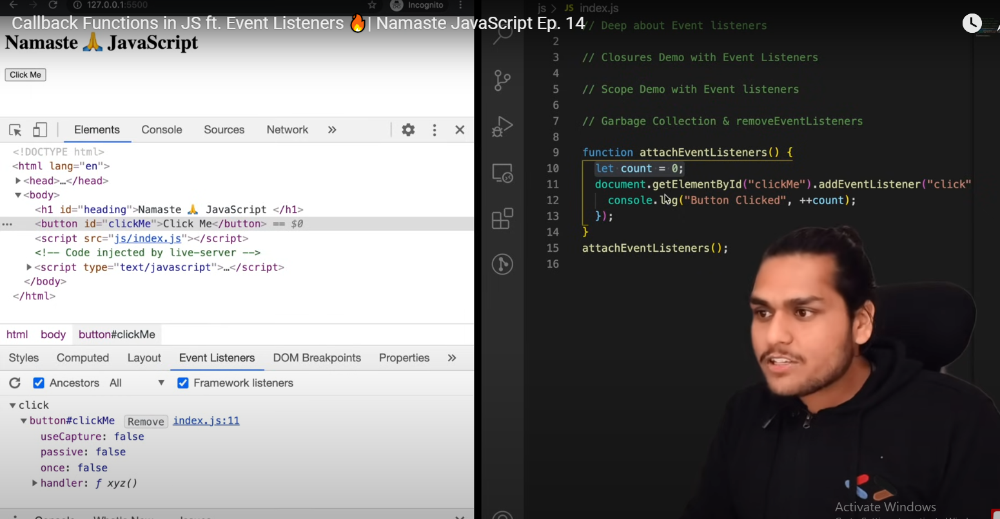 127.0.0.1:5500
Incognito
Callback Functions in JS ft. Event Listeners 🔥| Namaste JavaScript Ep. 14
Namaste 🙏 JavaScript
Click Me
Elements Console Sources Network »
<!DOCTYPE html>
<html lang="en">
<head>…</head>
<body>
<h1 id="heading">Namaste 🙏 JavaScript </h1>
<button id="clickMe">Click Me</button> == $0
<script src="js/index.js"></script>
<!-- Code injected by live-server -->
<script type="text/javascript">…</script>
</body>
</html>
html body button#clickMe
Styles Computed Layout Event Listeners DOM Breakpoints Properties »
Ancestors All Framework listeners
click
button#clickMe Remove index.js:11
useCapture: false
passive: false
once: false
handler: ƒ xyz()
js > JS index.js
// Deep about Event listeners
2
3 // Closures Demo with Event Listeners
4
5 // Scope Demo with Event listeners
6
7 // Garbage Collection & removeEventListeners
8
9 function attachEventListeners() {
10 let count = 0;
11 document.getElementById("clickMe").addEventListener("click"
12 console.log("Button Clicked", ++count);
13 });
14 }
15 attachEventListeners();
16
Activate Windows